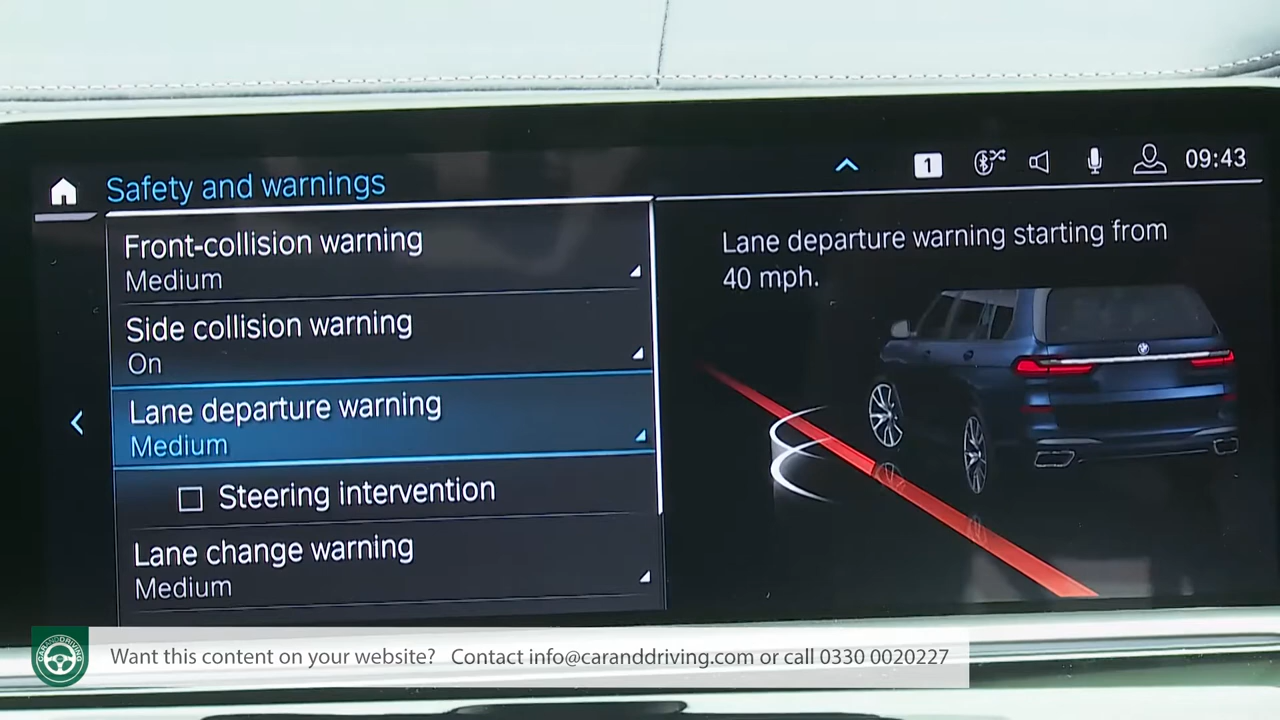 1
09:43
Safety and warnings
Front-collision warning
Medium
Side collision warning
On
Lane departure warning
Medium
Steering intervention
Lane change warning
Medium
Lane departure warning starting from
40 mph.
CARANDDRIVING
Want this content on your website? Contact info@caranddriving.com or call 0330 0020227